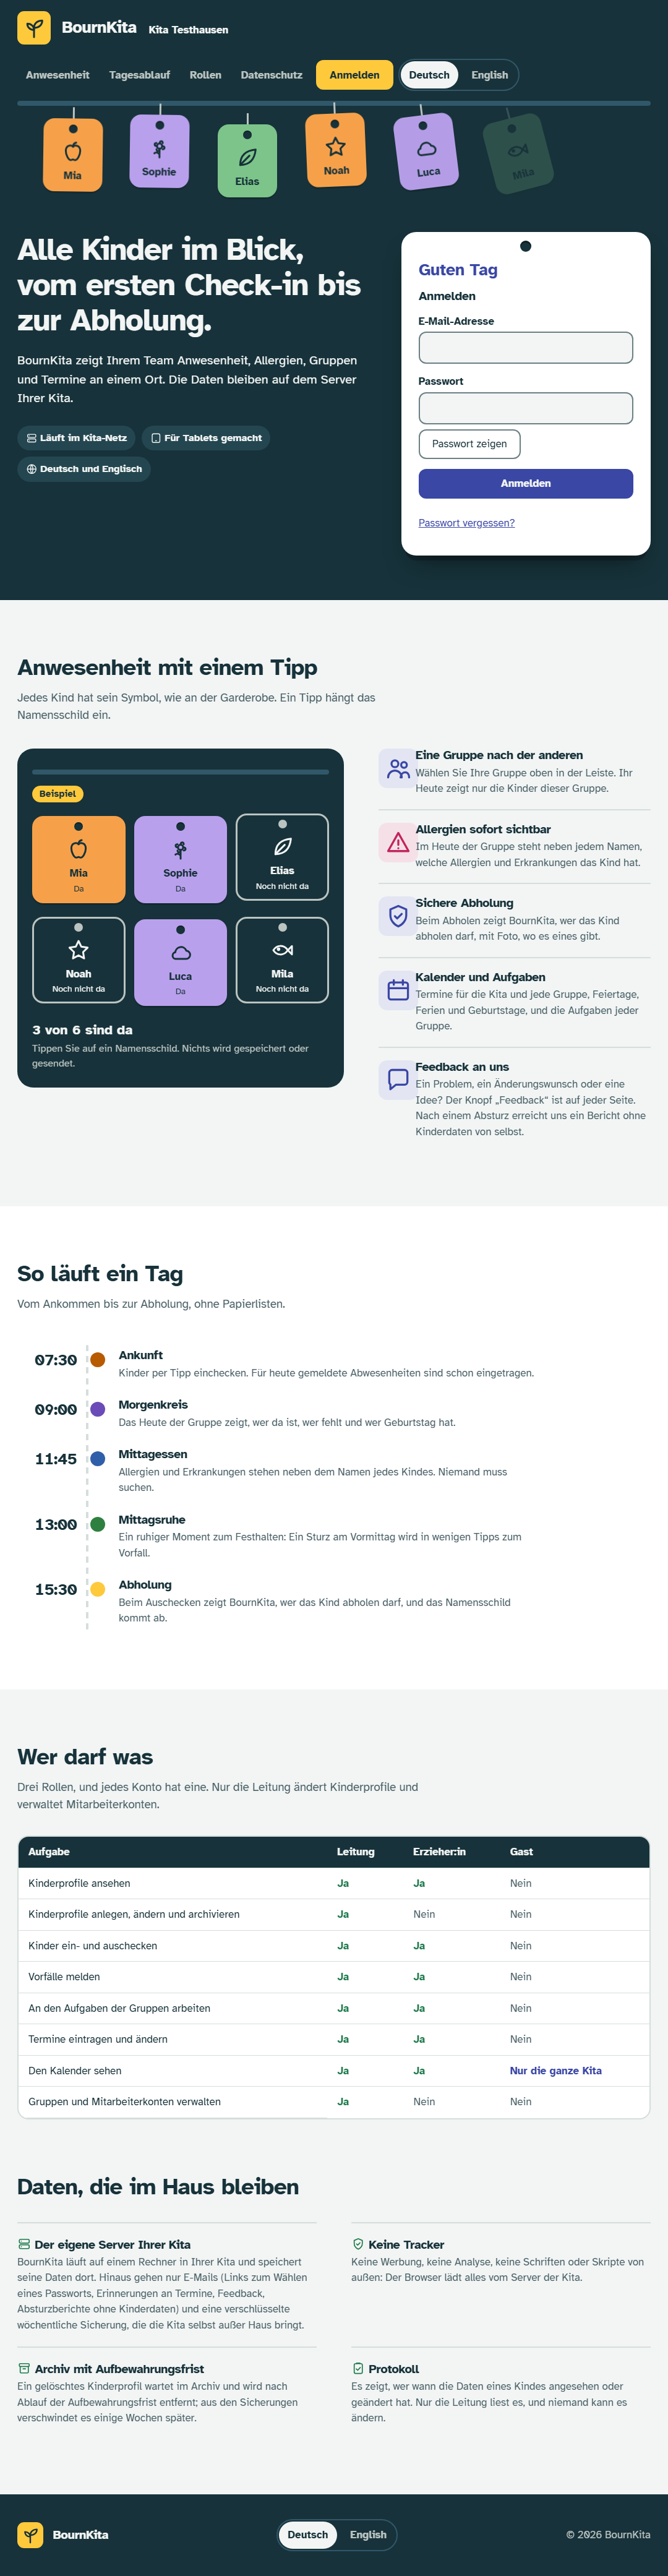 BournKita Kita Testhausen
Anwesenheit Tagesablauf Rollen Datenschutz Anmelden Deutsch English
Mia
Sophie
Elias
Noah
Luca
Mila
Alle Kinder im Blick,
vom ersten Check-in bis
zur Abholung.
BournKita zeigt Ihrem Team Anwesenheit, Allergien, Gruppen
und Termine an einem Ort. Die Daten bleiben auf dem Server
Ihrer Kita.
Läuft im Kita-Netz Für Tablets gemacht
Deutsch und Englisch
Guten Tag
Anmelden
E-Mail-Adresse
Passwort
Passwort zeigen
Anmelden
Passwort vergessen?
Anwesenheit mit einem Tipp
Jedes Kind hat sein Symbol, wie an der Garderobe. Ein Tipp hängt das
Namensschild ein.
Beispiel
Mia
Da
Sophie
Da
Elias
Noch nicht da
Noah
Noch nicht da
Luca
Da
Mila
Noch nicht da
3 von 6 sind da
Tippen Sie auf ein Namensschild. Nichts wird gespeichert oder
gesendet.
Eine Gruppe nach der anderen
Wählen Sie Ihre Gruppe oben in der Leiste. Ihr
Heute zeigt nur die Kinder dieser Gruppe.
Allergien sofort sichtbar
Im Heute der Gruppe steht neben jedem Namen,
welche Allergien und Erkrankungen das Kind hat.
Sichere Abholung
Beim Abholen zeigt BournKita, wer das Kind
abholen darf, mit Foto, wo es eines gibt.
Kalender und Aufgaben
Termine für die Kita und jede Gruppe, Feiertage,
Ferien und Geburtstage, und die Aufgaben jeder
Gruppe.
Feedback an uns
Ein Problem, ein Änderungswunsch oder eine
Idee? Der Knopf „Feedback“ ist auf jeder Seite.
Nach einem Absturz erreicht uns ein Bericht ohne
Kinderdaten von selbst.
So läuft ein Tag
Vom Ankommen bis zur Abholung, ohne Papierlisten.
07:30 Ankunft
Kinder per Tipp einchecken. Für heute gemeldete Abwesenheiten sind schon eingetragen.
09:00 Morgenkreis
Das Heute der Gruppe zeigt, wer da ist, wer fehlt und wer Geburtstag hat.
11:45 Mittagessen
Allergien und Erkrankungen stehen neben dem Namen jedes Kindes. Niemand muss
suchen.
13:00 Mittagsruhe
Ein ruhiger Moment zum Festhalten: Ein Sturz am Vormittag wird in wenigen Tipps zum
Vorfall.
15:30 Abholung
Beim Auschecken zeigt BournKita, wer das Kind abholen darf, und das Namensschild
kommt ab.
Wer darf was
Drei Rollen, und jedes Konto hat eine. Nur die Leitung ändert Kinderprofile und
verwaltet Mitarbeiterkonten.
Aufgabe Leitung Erzieher:in Gast
Kinderprofile ansehen Ja Ja Nein
Kinderprofile anlegen, ändern und archivieren Ja Nein Nein
Kinder ein- und auschecken Ja Ja Nein
Vorfälle melden Ja Ja Nein
An den Aufgaben der Gruppen arbeiten Ja Ja Nein
Termine eintragen und ändern Ja Ja Nein
Den Kalender sehen Ja Ja Nur die ganze Kita
Gruppen und Mitarbeiterkonten verwalten Ja Nein Nein
Daten, die im Haus bleiben
Der eigene Server Ihrer Kita
BournKita läuft auf einem Rechner in Ihrer Kita und speichert
seine Daten dort. Hinaus gehen nur E-Mails (Links zum Wählen
eines Passworts, Erinnerungen an Termine, Feedback,
Absturzberichte ohne Kinderdaten) und eine verschlüsselte
wöchentliche Sicherung, die die Kita selbst außer Haus bringt.
Keine Tracker
Keine Werbung, keine Analyse, keine Schriften oder Skripte von
außen: Der Browser lädt alles vom Server der Kita.
Archiv mit Aufbewahrungsfrist
Ein gelöschtes Kinderprofil wartet im Archiv und wird nach
Ablauf der Aufbewahrungsfrist entfernt; aus den Sicherungen
verschwindet es einige Wochen später.
Protokoll
Es zeigt, wer wann die Daten eines Kindes angesehen oder
geändert hat. Nur die Leitung liest es, und niemand kann es
ändern.
BournKita Deutsch English © 2026 BournKita